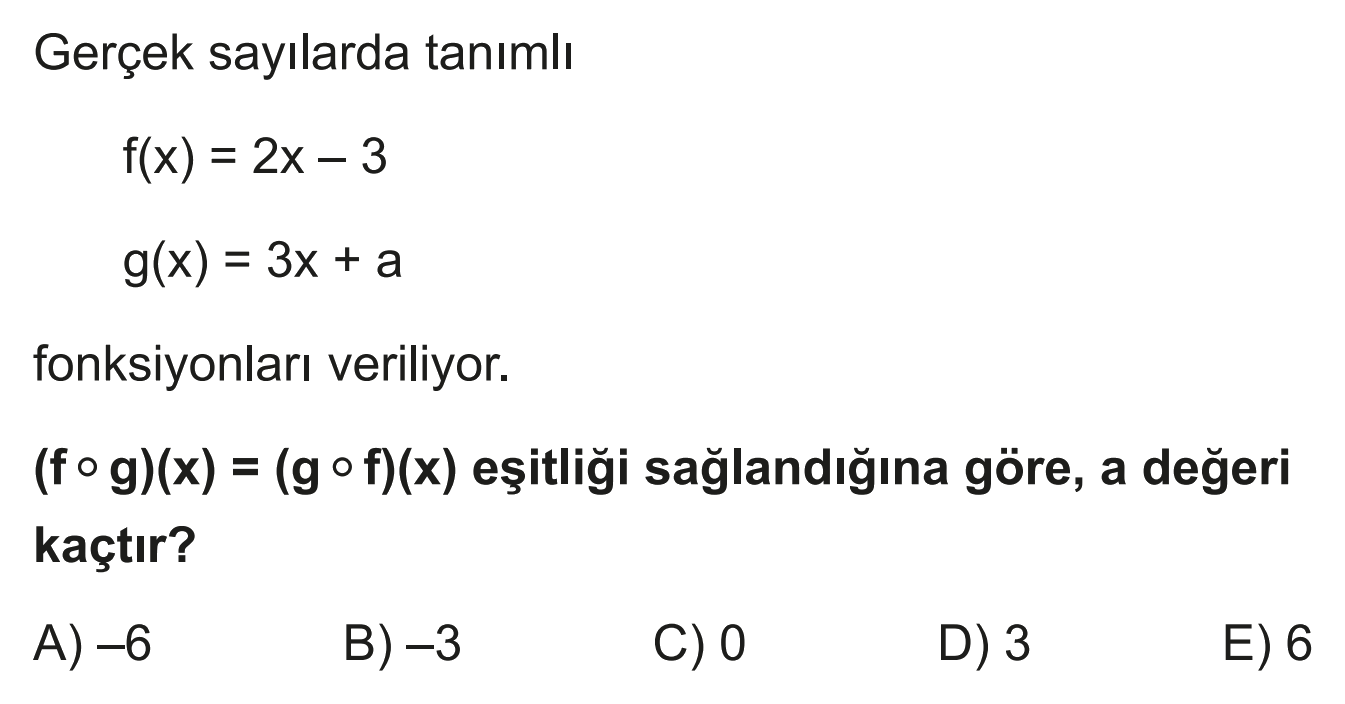 Gerçek sayılarda tanımlı
f(x) = 2x – 3
g(x) = 3x + a
fonksiyonları veriliyor.
(f ∘ g)(x) = (g ∘ f)(x) eşitliği sağlandığına göre, a değeri
kaçtır?
A) –6 B) –3 C) 0 D) 3 E) 6